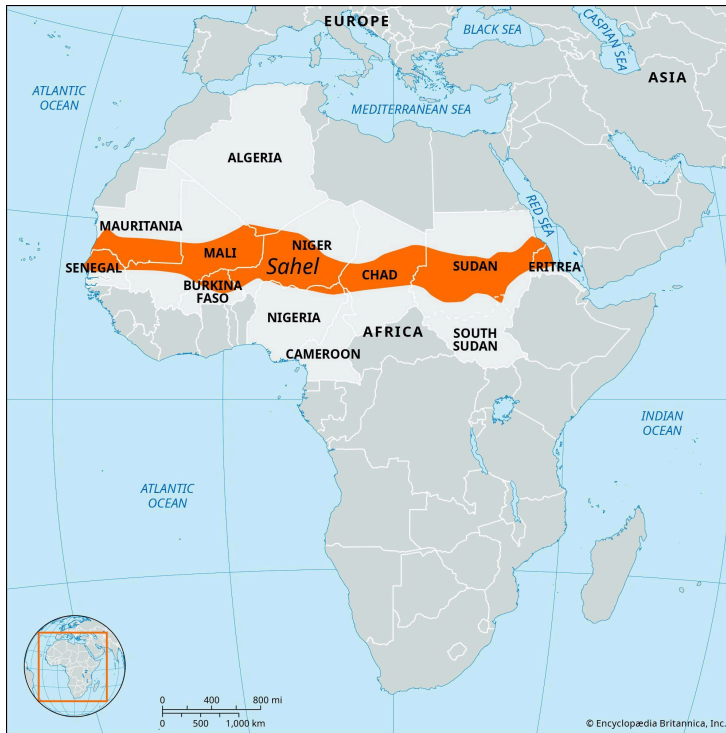 EUROPE
BLACK SEA
CASPIAN SEA
ASIA
ATLANTIC
OCEAN
MEDITERRANEAN SEA
ALGERIA
RED SEA
MAURITANIA
NIGER
MALI
Sahel
SENEGAL
CHAD
SUDAN
ERITREA
BURKINA
FASO
NIGERIA
AFRICA
SOUTH
SUDAN
CAMEROON
INDIAN
OCEAN
ATLANTIC
OCEAN
0 400 800 mi
0 500 1,000 km
© Encyclopædia Britannica, Inc.